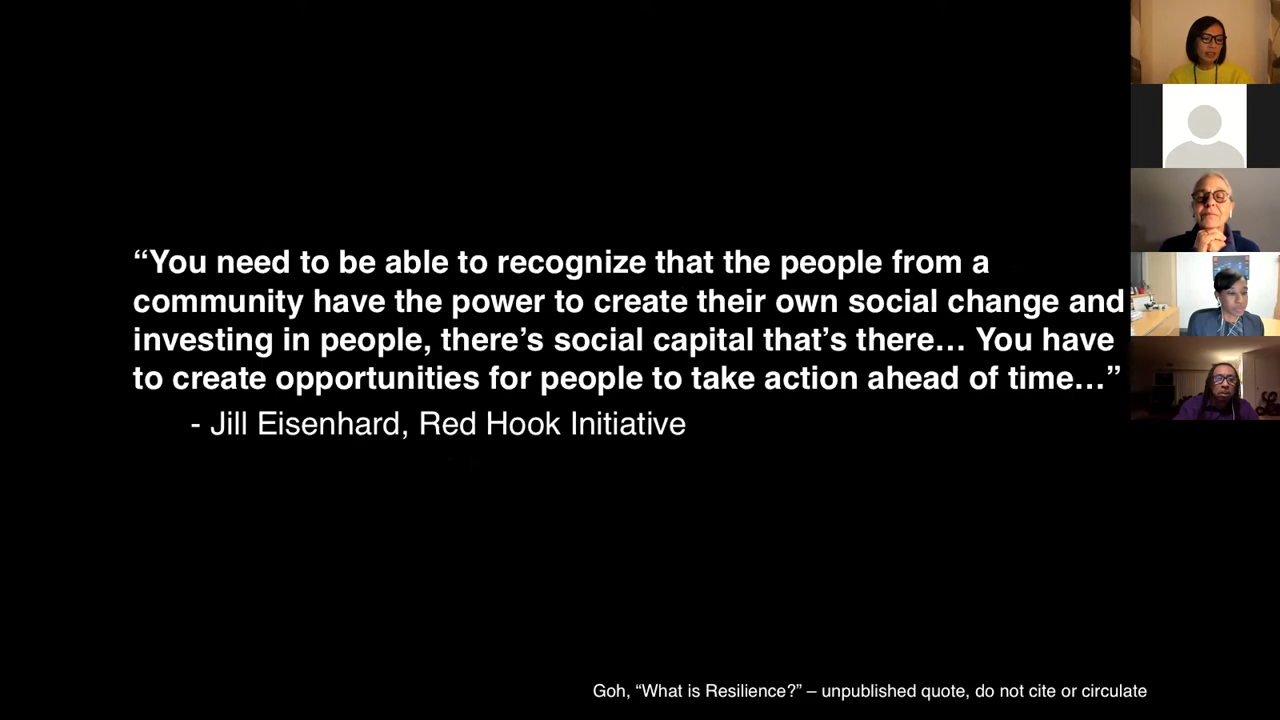 “You need to be able to recognize that the people from a
community have the power to create their own social change and
investing in people, there’s social capital that’s there… You have
to create opportunities for people to take action ahead of time…”
- Jill Eisenhard, Red Hook Initiative
Goh, “What is Resilience?” – unpublished quote, do not cite or circulate